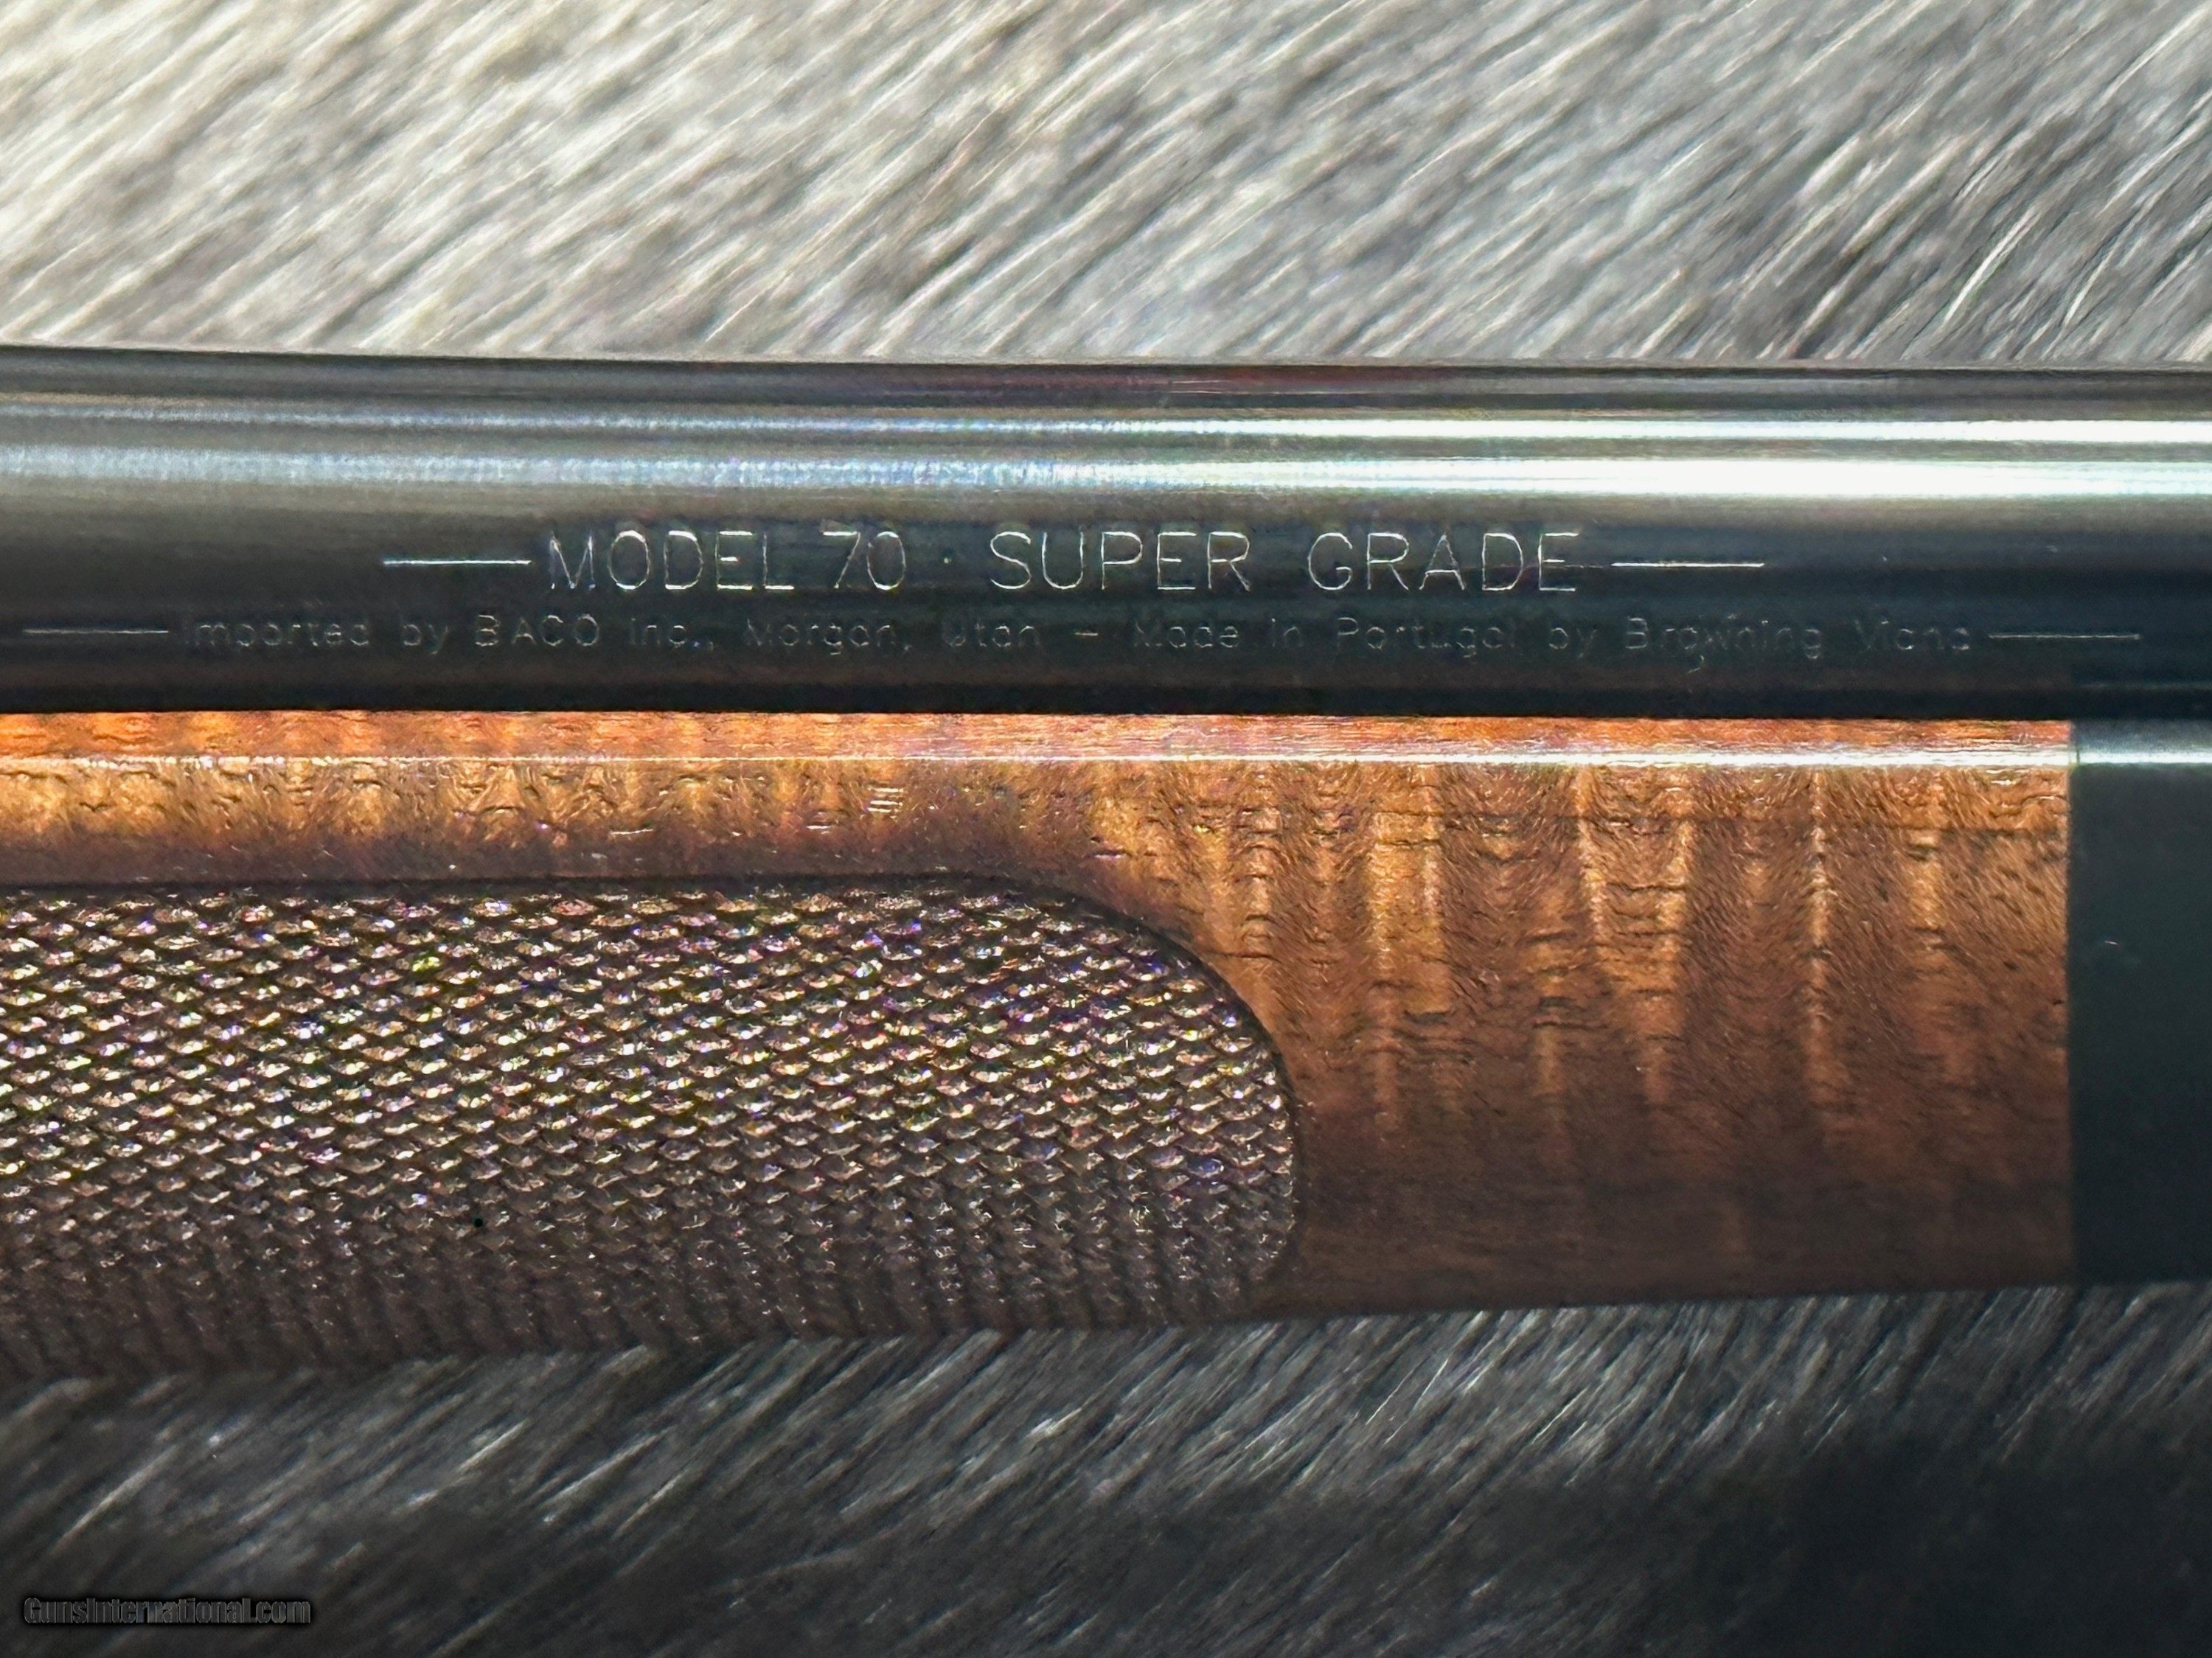 MODEL 70 · SUPER GRADE
Imported by BACO Inc., Morgan, Utah - Made in Portugal by Browning Viana
GunsInternational.com